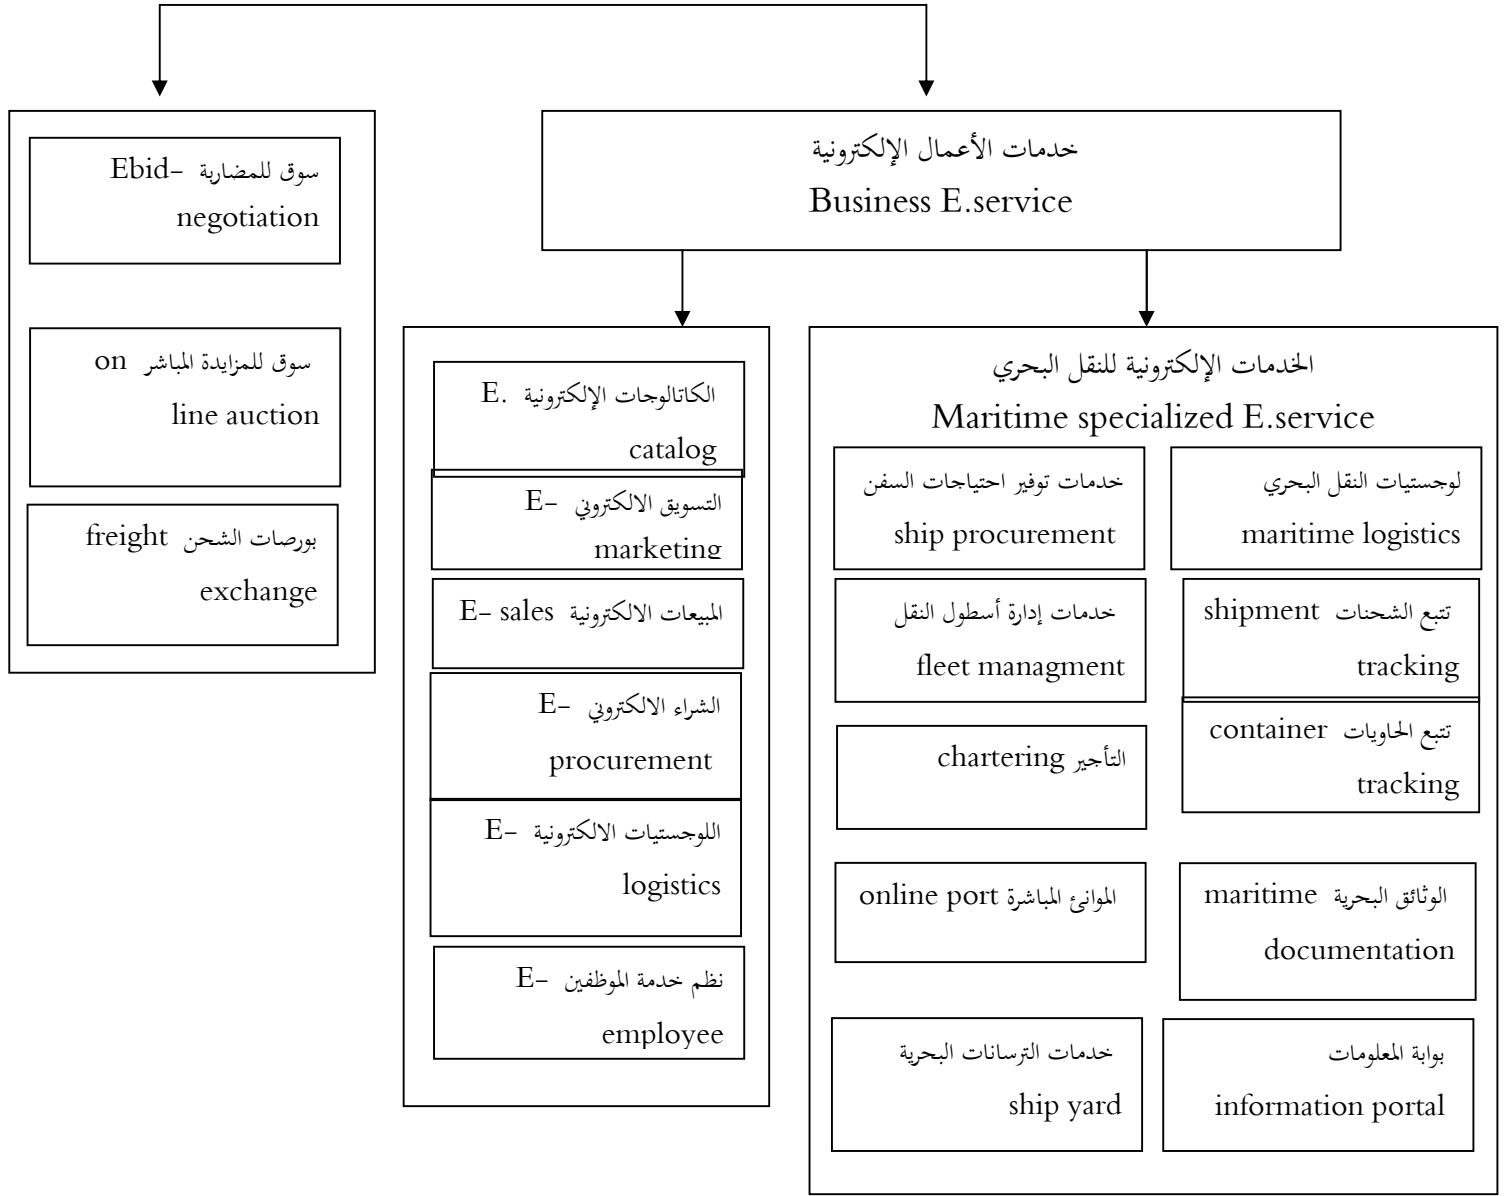 خدمات الأعمال الإلكترونية
Business E.service
سوق للمضاربة Ebid-
negotiation
سوق للمزايدة المباشر on
line auction
بورصات الشحن freight
exchange
الكاتالوجات الإلكترونية E.
catalog
التسويق الالكتروني E-
marketing
المبيعات الالكترونية E- sales
الشراء الالكتروني E-
procurement
اللوجستيات الالكترونية E-
logistics
نظم خدمة الموظفين E-
employee
الخدمات الإلكترونية للنقل البحري
Maritime specialized E.service
لوجستيات النقل البحري
maritime logistics
خدمات توفير احتياجات السفن
ship procurement
تتبع الشحنات shipment
tracking
خدمات إدارة أسطول النقل
fleet managment
تتبع الحاويات container
tracking
التأجير chartering
الوثائق البحرية maritime
documentation
الموانئ المباشرة online port
بوابة المعلومات
information portal
خدمات الترسانات البحرية
ship yard